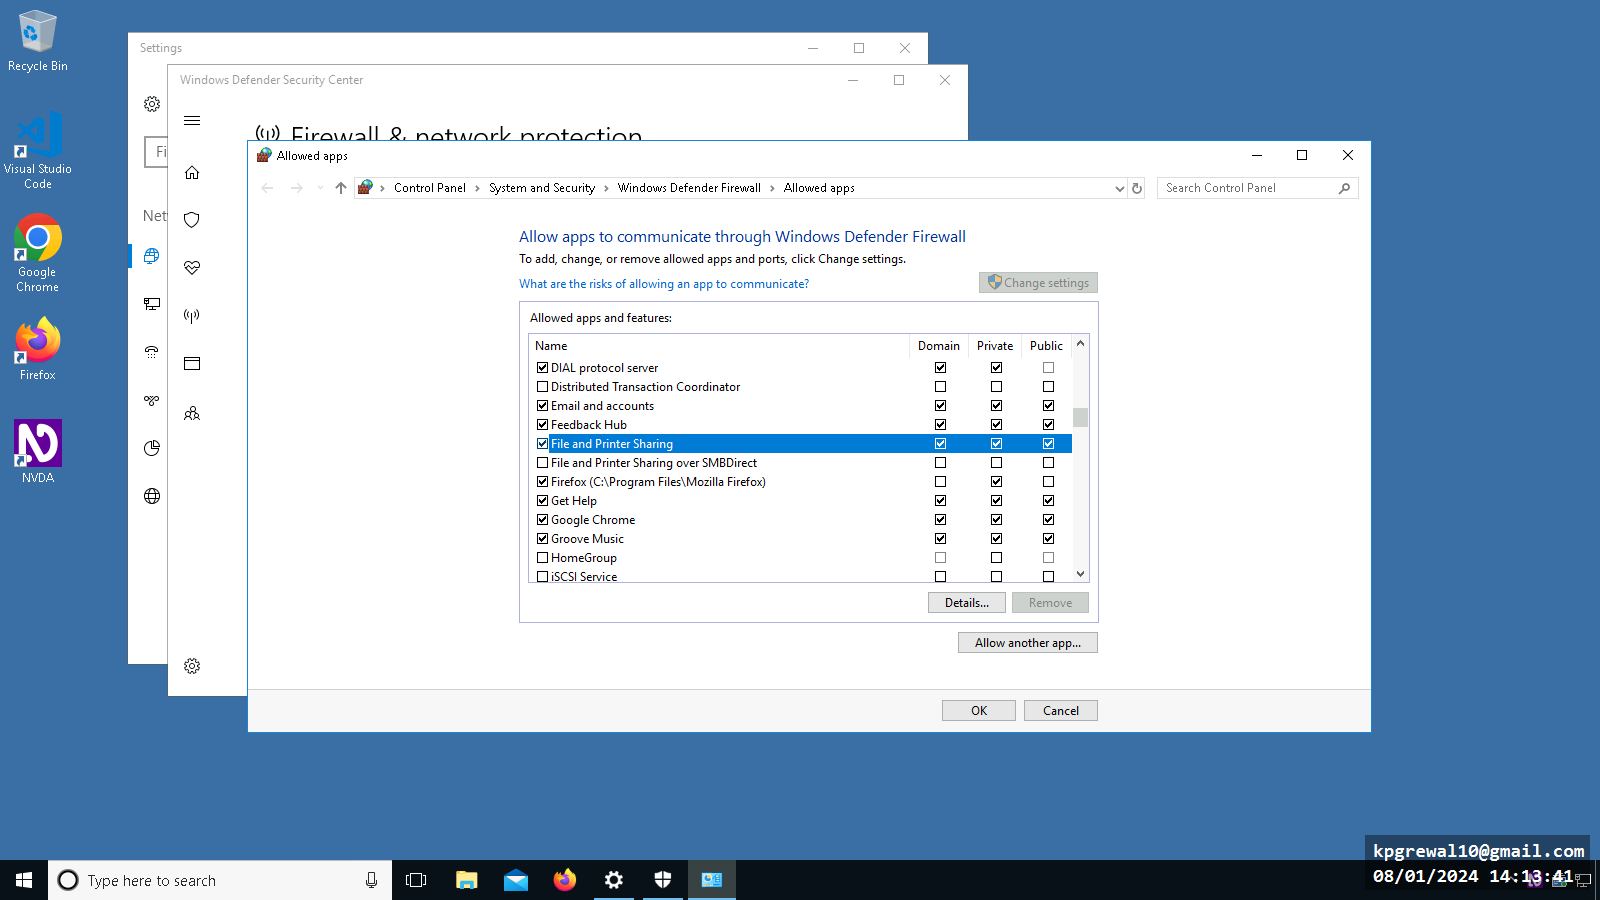 Recycle Bin
Visual Studio
Code
Google
Chrome
Firefox
NVDA
Settings
Fi
Net
Windows Defender Security Center
Firewall & network protection
Allowed apps
Control Panel
System and Security
Windows Defender Firewall
Allowed apps
Search Control Panel
Allow apps to communicate through Windows Defender Firewall
To add, change, or remove allowed apps and ports, click Change settings.
What are the risks of allowing an app to communicate?
Change settings
Allowed apps and features:
Name Domain Private Public
DIAL protocol server
Distributed Transaction Coordinator
Email and accounts
Feedback Hub
File and Printer Sharing
File and Printer Sharing over SMBDirect
Firefox (C:\Program Files\Mozilla Firefox)
Get Help
Google Chrome
Groove Music
HomeGroup
iSCSI Service
Details...
Remove
Allow another app...
OK
Cancel
Type here to search
kpgrewal10@gmail.com
08/01/2024 14:13:41